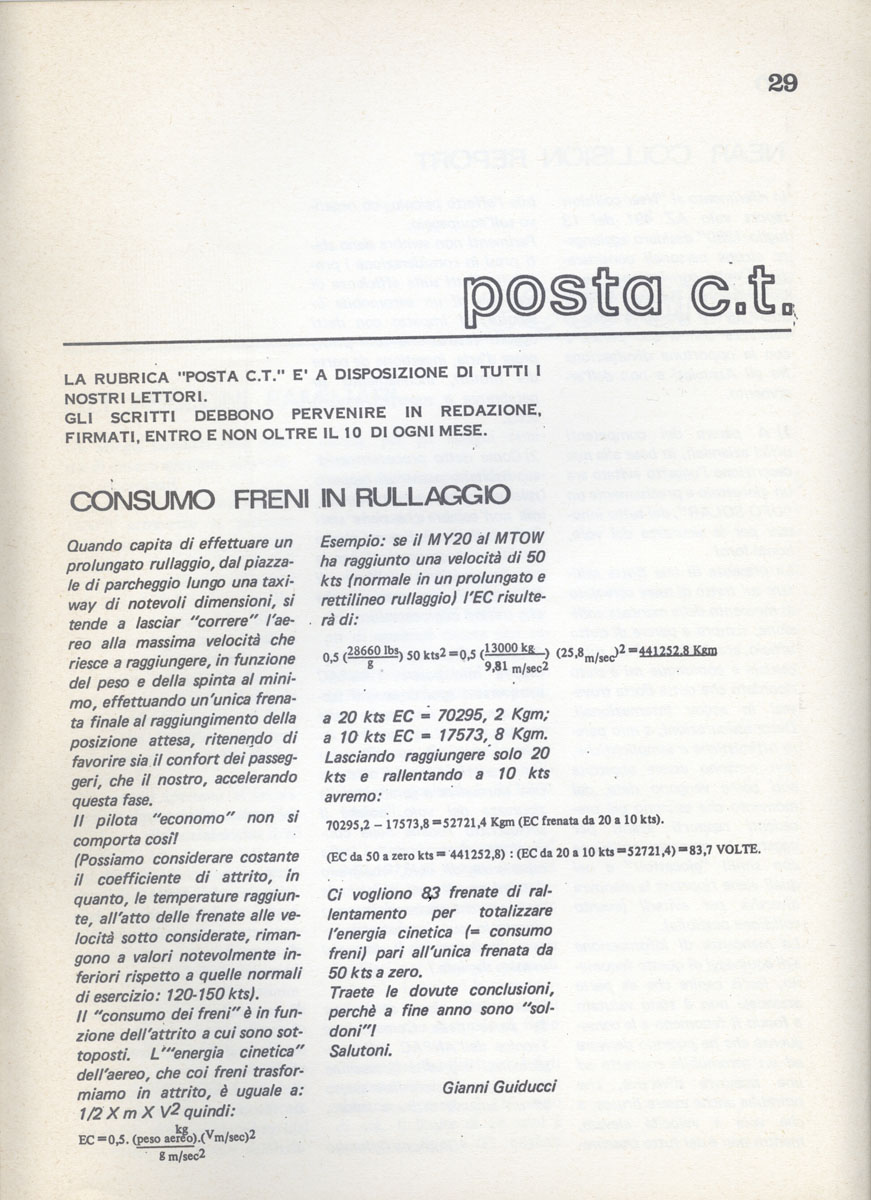 29
posta c.t.
LA RUBRICA "POSTA C.T." E' A DISPOSIZIONE DI TUTTI I
NOSTRI LETTORI.
GLI SCRITTI DEBBONO PERVENIRE IN REDAZIONE,
FIRMATI, ENTRO E NON OLTRE IL 10 DI OGNI MESE.
CONSUMO FRENI IN RULLAGGIO
Quando capita di effettuare un
prolungato rullaggio, dal piazza-
le di parcheggio lungo una taxi-
way di notevoli dimensioni, si
tende a lasciar "correre" l'ae-
reo alla massima velocità che
riesce a raggiungere, in funzione
del peso e della spinta al mini-
mo, effettuando un'unica frena-
ta finale al raggiungimento della
posizione attesa, ritenendo di
favorire sia il confort dei passeg-
geri, che il nostro, accelerando
questa fase.
Il pilota "economo" non si
comporta così!
(Possiamo considerare costante
il coefficiente di attrito, in
quanto, le temperature raggiun-
te, all'atto delle frenate alle ve-
locità sotto considerate, riman-
gono a valori notevolmente in-
feriori rispetto a quelle normali
di esercizio: 120-150 kts).
Il "consumo dei freni" è in fun-
zione dell'attrito a cui sono sot-
toposti. L'"energia cinetica"
dell'aereo, che coi freni trasfor-
miamo in attrito, è uguale a:
1/2 X m X V2 quindi:
EC = 0,5. (peso aereo kg).(Vm/sec)2
g m/sec2
Esempio: se il MY20 al MTOW
ha raggiunto una velocità di 50
kts (normale in un prolungato e
rettilineo rullaggio) l'EC risulte-
rà di:
0,5 (28660 lbs) 50 kts2 = 0,5 (13000 kg) (25,8 m/sec)2 = 441252,8 Kgm
g 9,81 m/sec2
a 20 kts EC = 70295, 2 Kgm;
a 10 kts EC = 17573, 8 Kgm.
Lasciando raggiungere solo 20
kts e rallentando a 10 kts
avremo:
70295,2 – 17573,8 = 52721,4 Kgm (EC frenata da 20 a 10 kts).
(EC da 50 a zero kts = 441252,8) : (EC da 20 a 10 kts = 52721,4) = 83,7 VOLTE.
Ci vogliono 8,3 frenate di ral-
lentamento per totalizzare
l'energia cinetica (= consumo
freni) pari all'unica frenata da
50 kts a zero.
Traete le dovute conclusioni,
perchè a fine anno sono "sol-
doni"!
Salutoni.
Gianni Guiducci